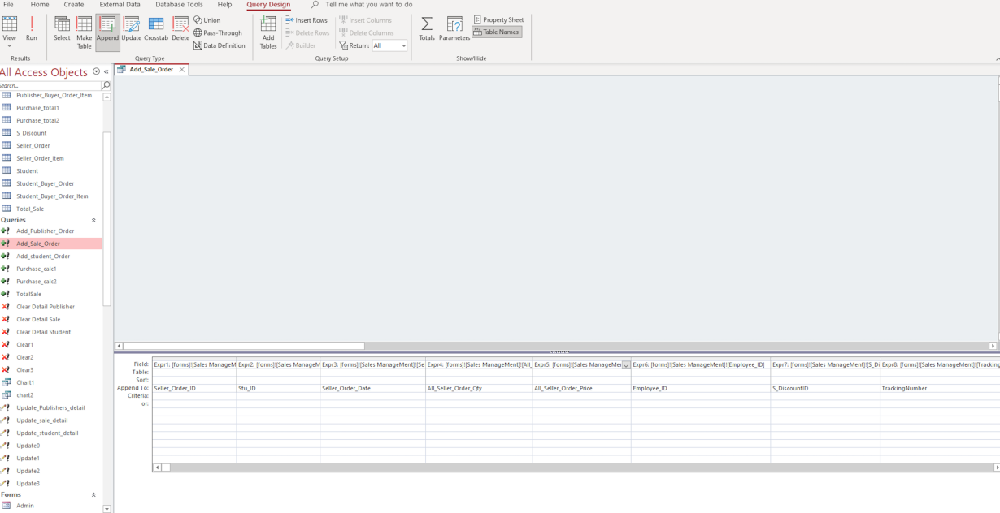 File Home Create External Data Database Tools Help Query Design Tell me what you want to do
View Run Select Make Table Append Update Crosstab Delete
Union
Pass-Through
Data Definition
Add Tables
Insert Rows
Delete Rows
Builder
Insert Columns
Delete Columns
Return: All
Totals Parameters
Property Sheet
Table Names
Results Query Type Query Setup Show/Hide
All Access Objects
Search...
Add_Sale_Order
Publisher_Buyer_Order_Item
Purchase_total1
Purchase_total2
S_Discount
Seller_Order
Seller_Order_Item
Student
Student_Buyer_Order
Student_Buyer_Order_Item
Total_Sale
Queries
Add_Publisher_Order
Add_Sale_Order
Add_student_Order
Purchase_calc1
Purchase_calc2
TotalSale
Clear Detail Publisher
Clear Detail Sale
Clear Detail Student
Clear1
Clear2
Clear3
Chart1
chart2
Update_Publishers_detail
Update_sale_detail
Update_student_detail
Update0
Update1
Update2
Update3
Forms
Admin
Field: Expr1: [forms]![Sales ManageM Expr2: [forms]![Sales ManageM Expr3: [forms]![Sales ManageMent]![Se Expr4: [forms]![Sales ManageMent]![All_ Expr5: [forms]![Sales ManageMer Expr6: [forms]![Sales ManageMent]![Employee_ID] Expr7: [forms]![Sales ManageMent]![S_Di Expr8: [forms]![Sales ManageMent]![Tracking
Table:
Sort:
Append To: Seller_Order_ID Stu_ID Seller_Order_Date All_Seller_Order_Qty All_Seller_Order_Price Employee_ID S_DiscountID TrackingNumber
Criteria:
or: